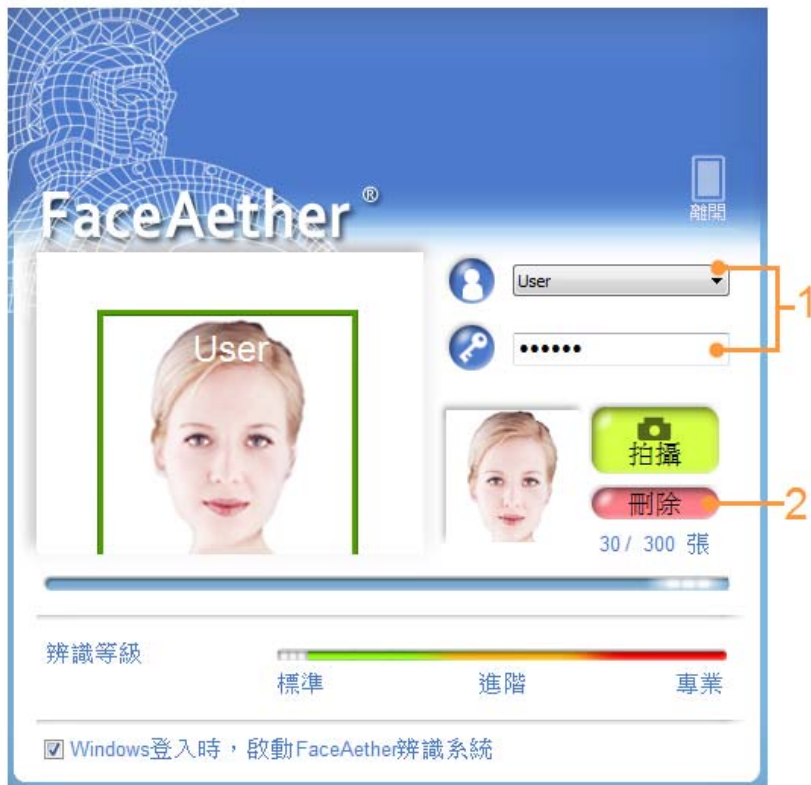 FaceAether®
離開
User
1
User
••••••
拍攝
刪除
2
30 / 300 張
辨識等級
標準 進階 專業
Windows登入時，啟動FaceAether辨識系統